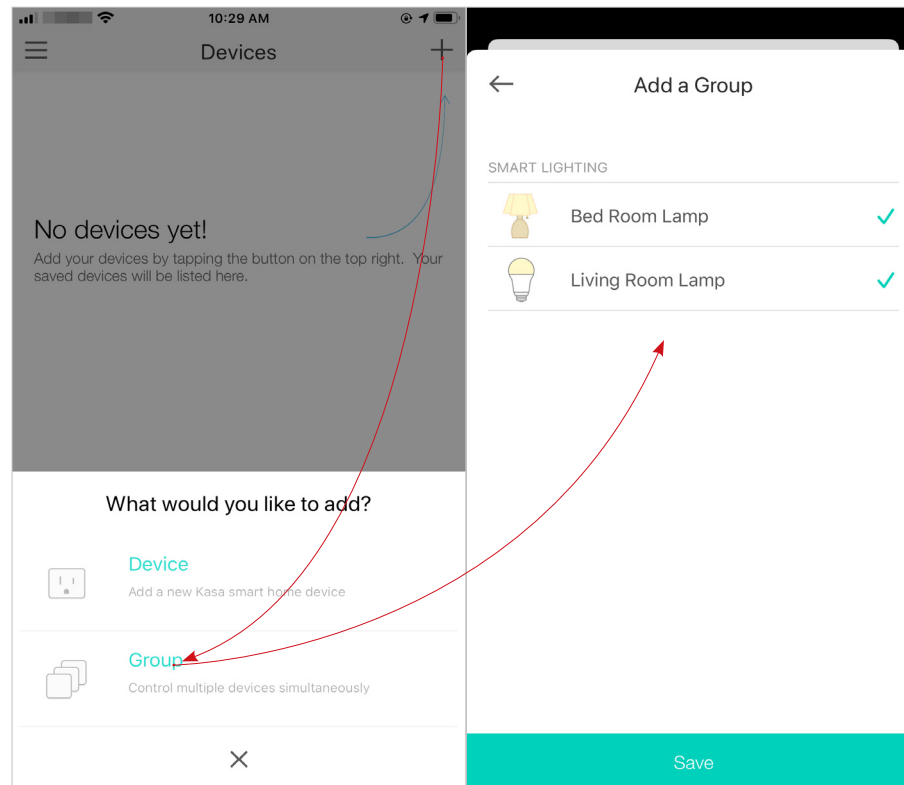 10:29 AM
Devices
No devices yet!
Add your devices by tapping the button on the top right. Your
saved devices will be listed here.
What would you like to add?
Device
Add a new Kasa smart home device
Group
Control multiple devices simultaneously
Add a Group
SMART LIGHTING
Bed Room Lamp
Living Room Lamp
Save